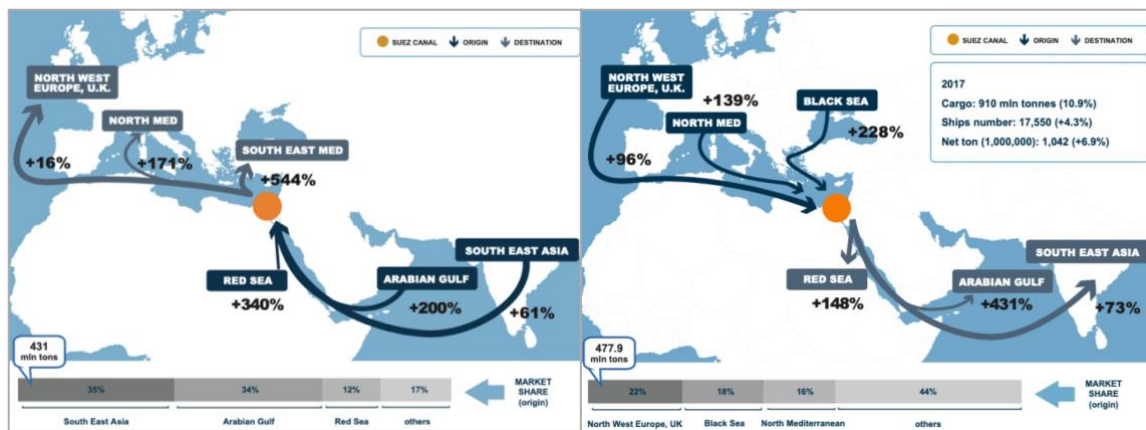 SUEZ CANAL ORIGIN DESTINATION
NORTH WEST
EUROPE, U.K.
NORTH MED
SOUTH EAST MED
+16%
+171%
+544%
RED SEA
+340%
ARABIAN GULF
+200%
SOUTH EAST ASIA
+61%
431
mln tons
35% 34% 12% 17%
MARKET
SHARE
(origin)
South East Asia Arabian Gulf Red Sea others
SUEZ CANAL ORIGIN DESTINATION
2017
Cargo: 910 mln tonnes (10.9%)
Ships number: 17,550 (+4.3%)
Net ton (1,000,000): 1,042 (+6.9%)
NORTH WEST
EUROPE, U.K.
+139%
NORTH MED
BLACK SEA
+228%
+96%
RED SEA
+148%
ARABIAN GULF
+431%
SOUTH EAST ASIA
+73%
477.9
mln tons
22% 18% 16% 44%
MARKET
SHARE
(origin)
North West Europe, UK Black Sea North Mediterranean others